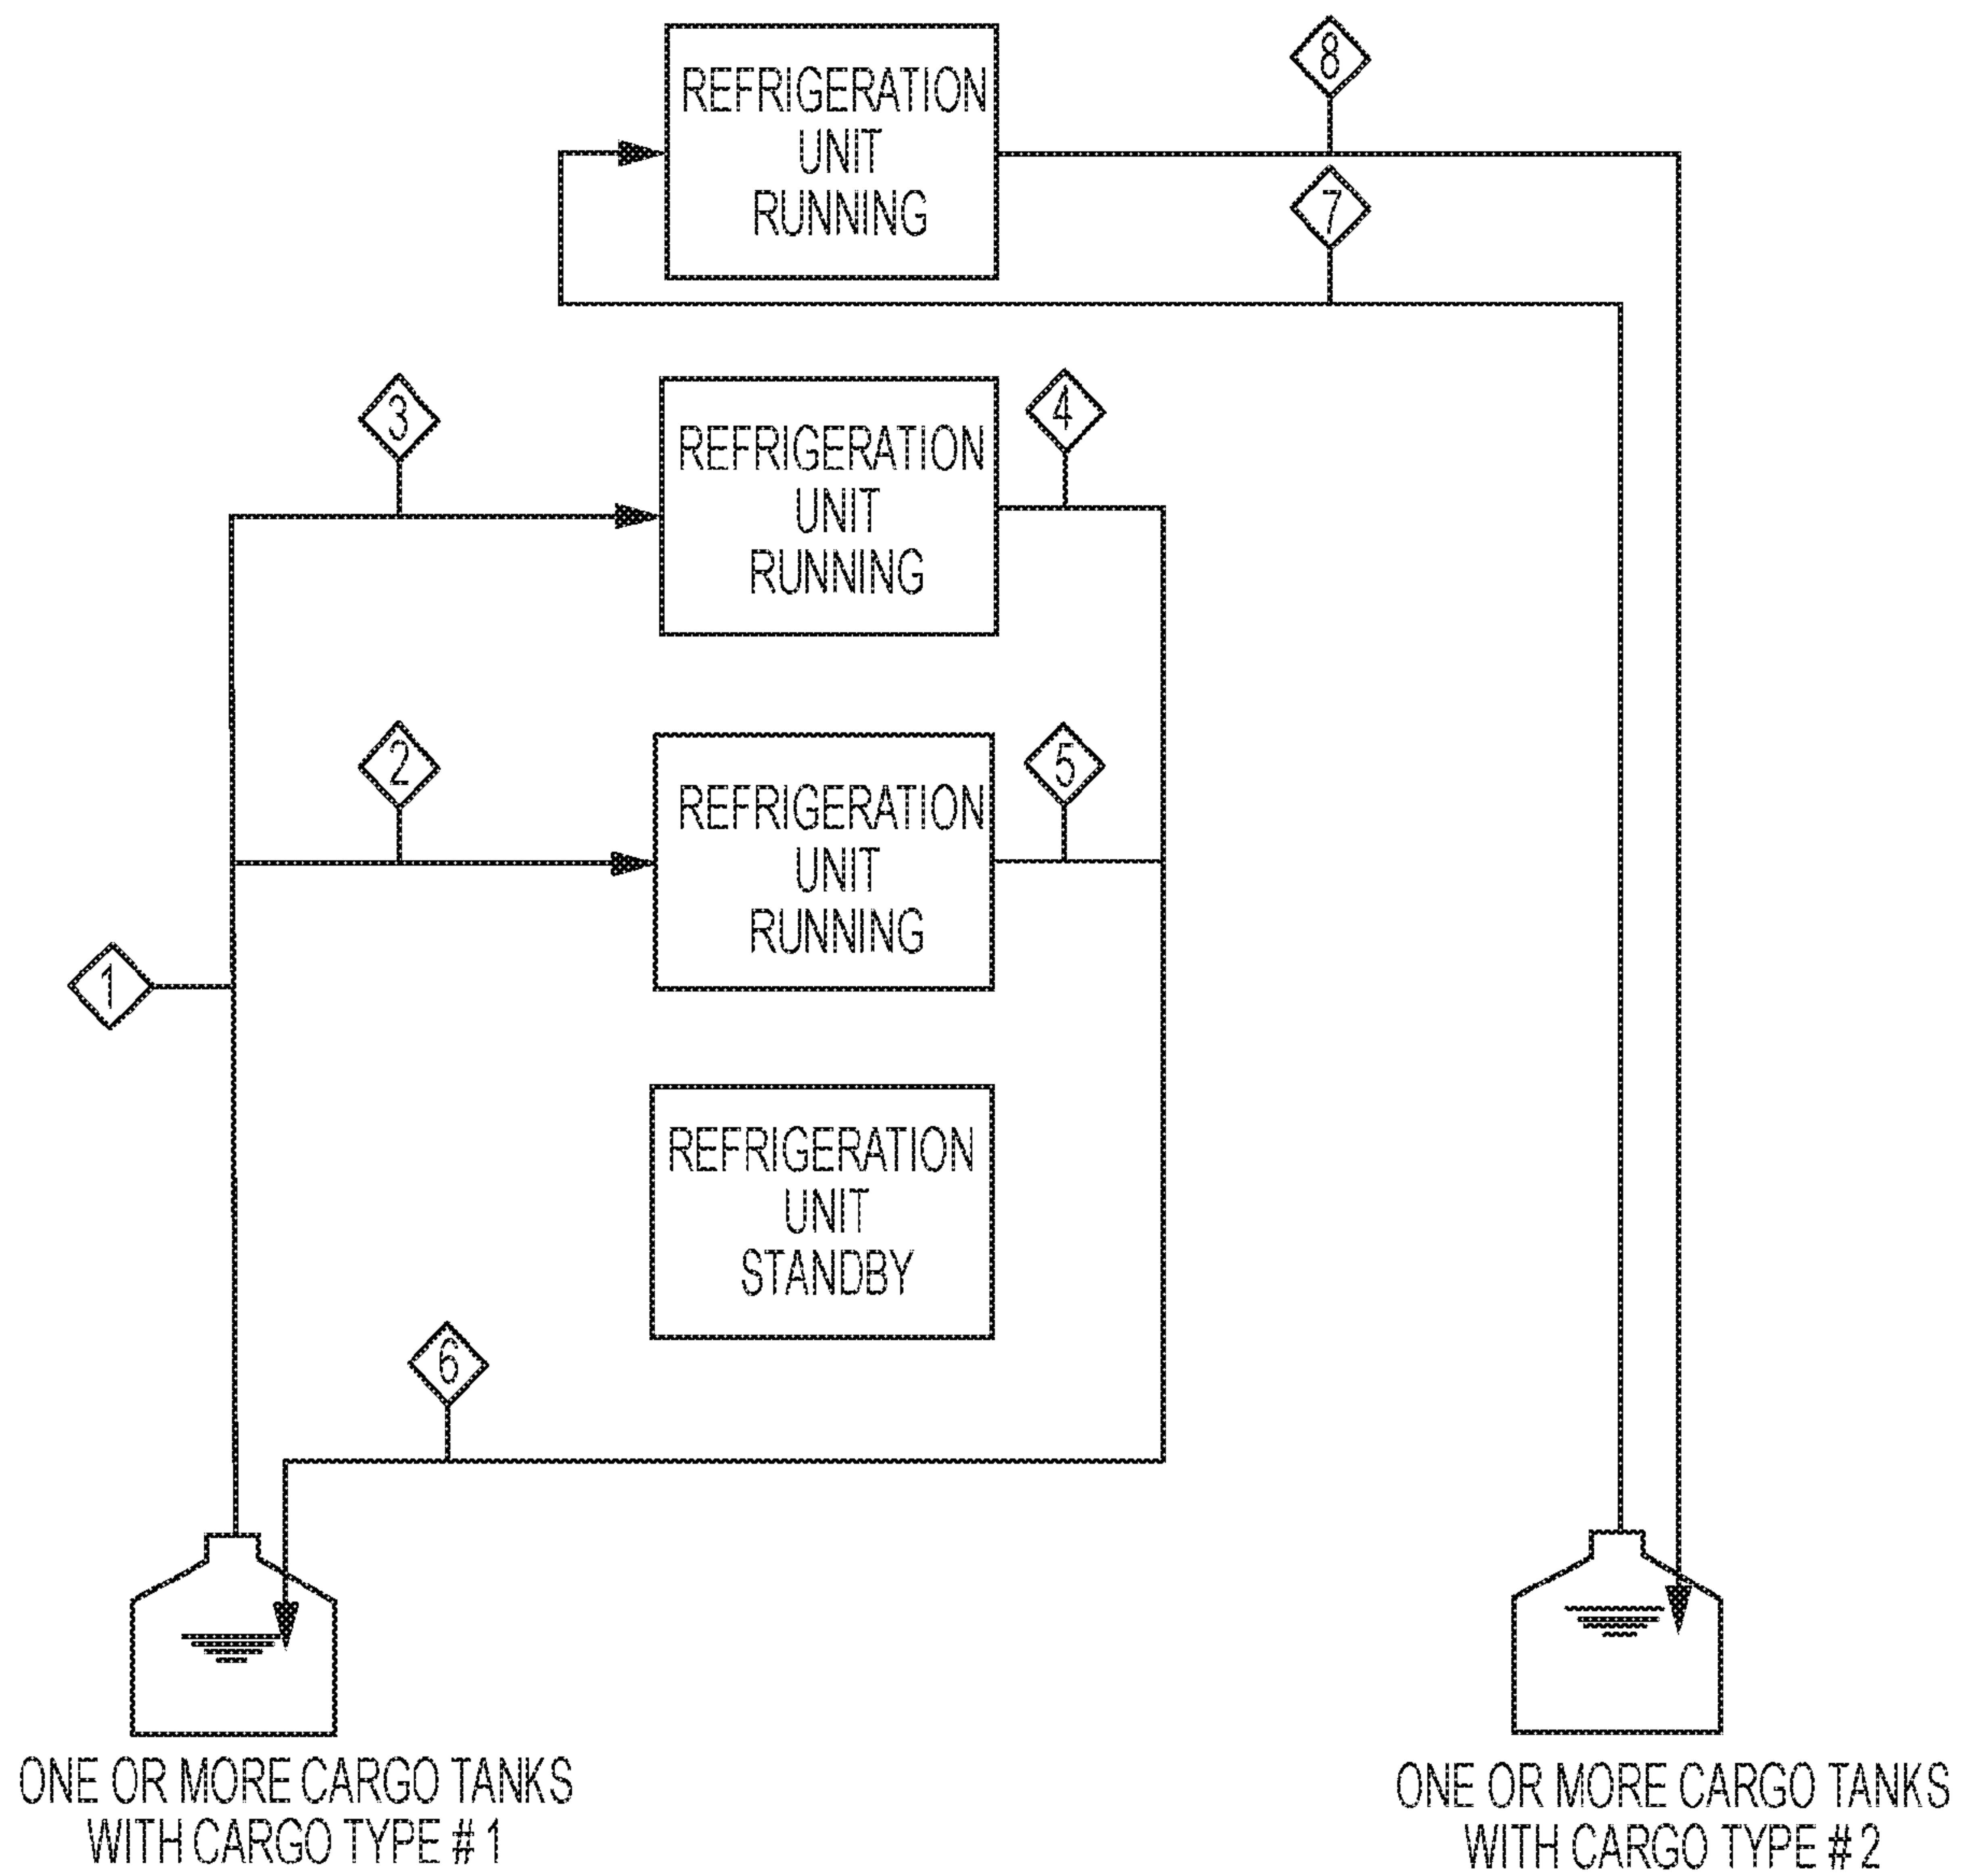 8
REFRIGERATION
UNIT
RUNNING
7
3
4
REFRIGERATION
UNIT
RUNNING
2
5
REFRIGERATION
UNIT
RUNNING
1
REFRIGERATION
UNIT
STANDBY
6
ONE OR MORE CARGO TANKS
WITH CARGO TYPE # 1
ONE OR MORE CARGO TANKS
WITH CARGO TYPE # 2